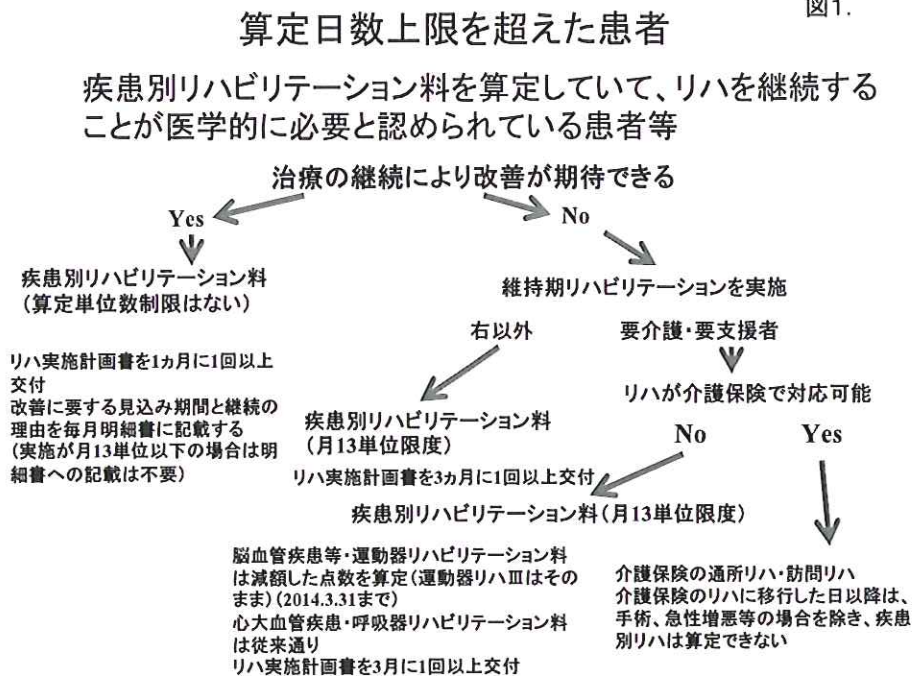 図1.
算定日数上限を超えた患者
疾患別リハビリテーション料を算定していて、リハを継続する
ことが医学的に必要と認められている患者等
治療の継続により改善が期待できる
Yes
No
疾患別リハビリテーション料
(算定単位数制限はない)
維持期リハビリテーションを実施
右以外
要介護・要支援者
リハ実施計画書を1ヵ月に1回以上
交付
改善に要する見込み期間と継続の
理由を毎月明細書に記載する
(実施が月13単位以下の場合は明
細書への記載は不要)
リハが介護保険で対応可能
疾患別リハビリテーション料
(月13単位限度)
No
Yes
リハ実施計画書を3ヵ月に1回以上交付
疾患別リハビリテーション料(月13単位限度)
脳血管疾患等・運動器リハビリテーション料
は減額した点数を算定(運動器リハⅢはその
まま)(2014.3.31まで)
心大血管疾患・呼吸器リハビリテーション料
は従来通り
リハ実施計画書を3月に1回以上交付
介護保険の通所リハ・訪問リハ
介護保険のリハに移行した日以降は、
手術、急性増悪等の場合を除き、疾患
別リハは算定できない